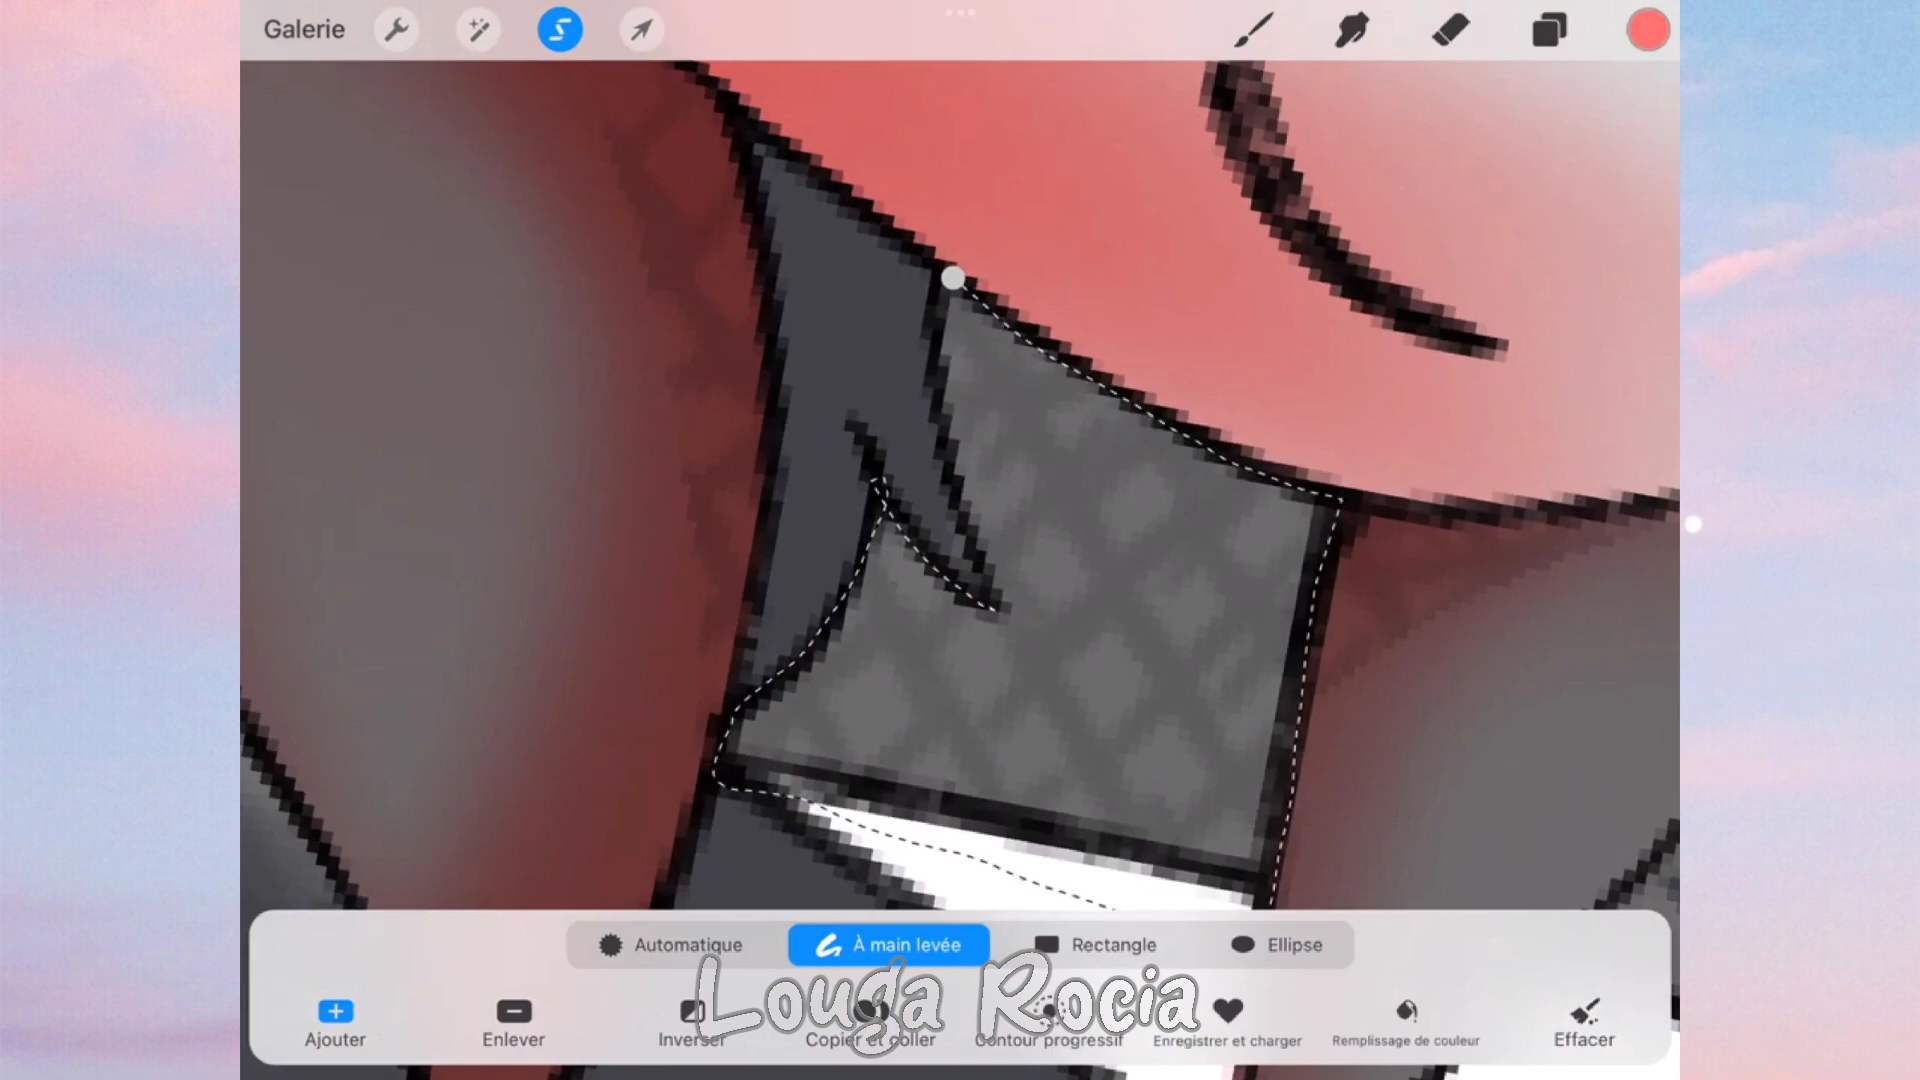 Galerie
Automatique
À main levée
Rectangle
Ellipse
Louga Rocia
Ajouter
Enlever
Inverser
Copier et coller
Contour progressif
Enregistrer et charger
Remplissage de couleur
Effacer